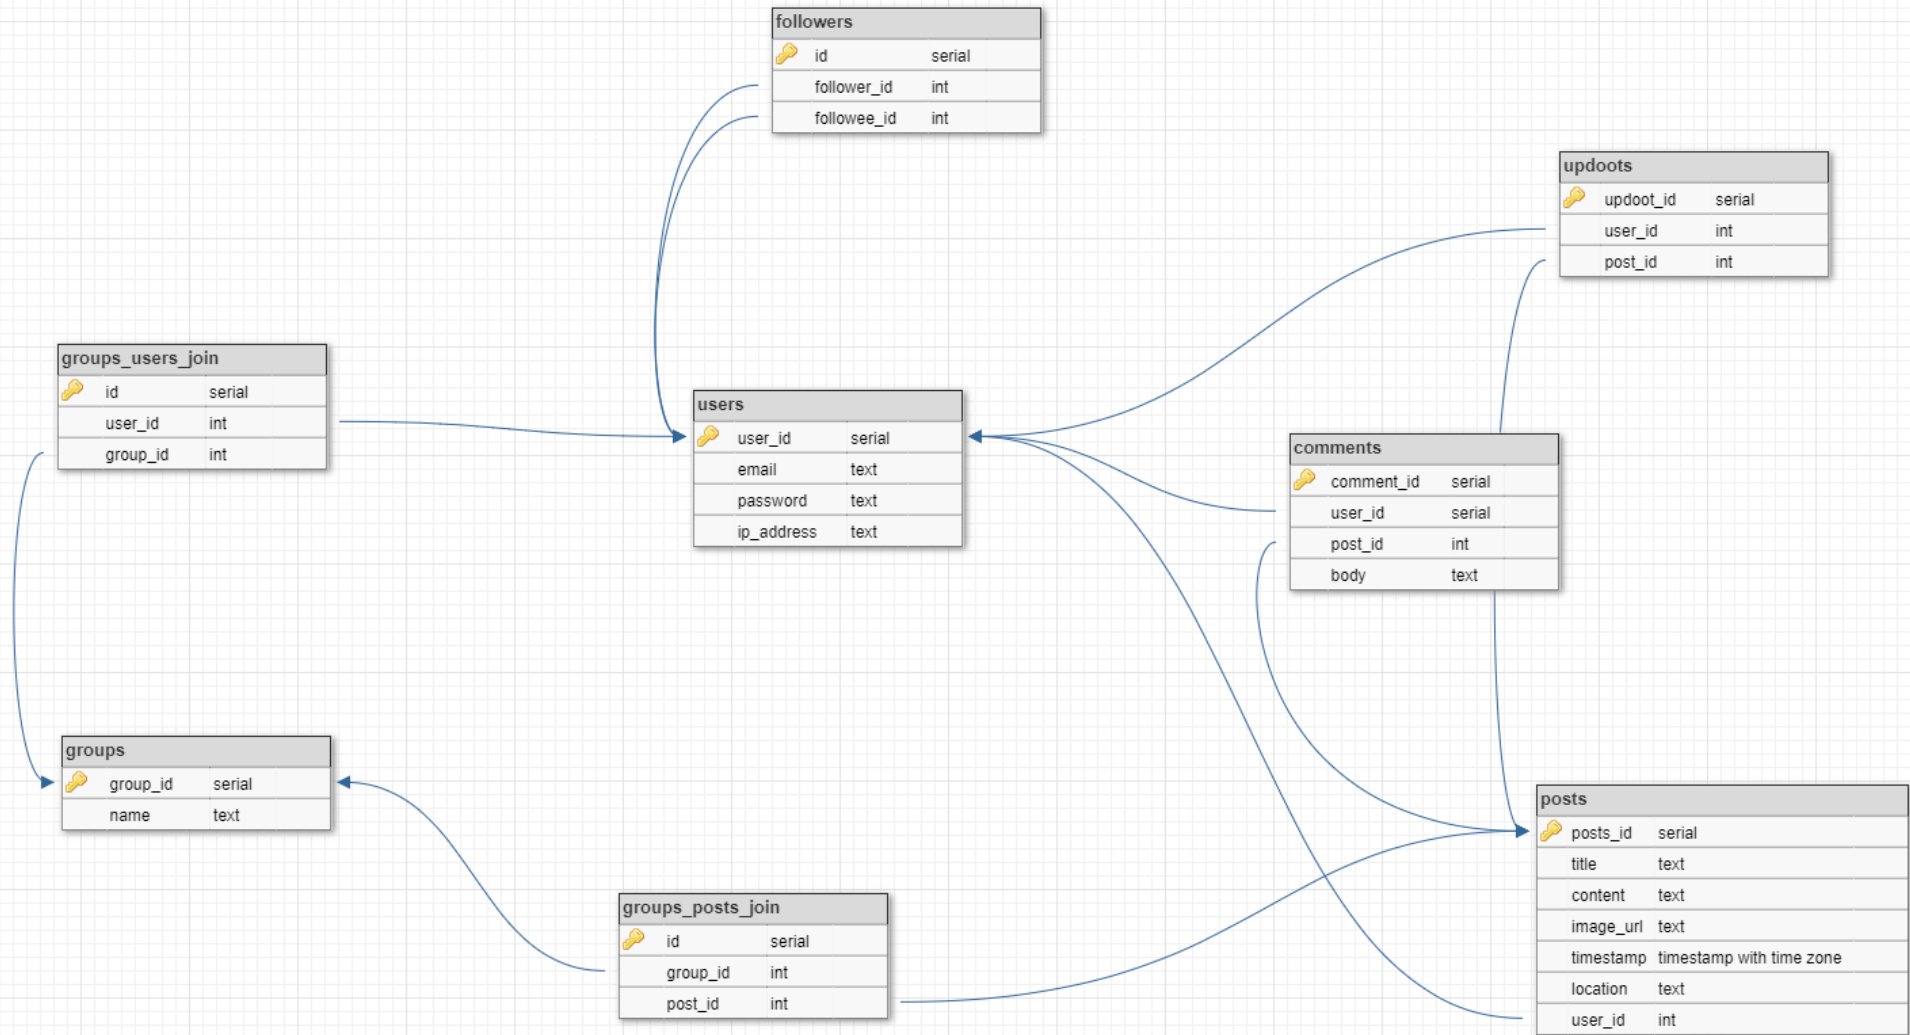 followers
id serial
follower_id int
followee_id int
updoots
updoot_id serial
user_id int
post_id int
groups_users_join
id serial
user_id int
group_id int
users
user_id serial
email text
password text
ip_address text
comments
comment_id serial
user_id serial
post_id int
body text
groups
group_id serial
name text
posts
posts_id serial
title text
content text
image_url text
timestamp timestamp with time zone
location text
user_id int
groups_posts_join
id serial
group_id int
post_id int